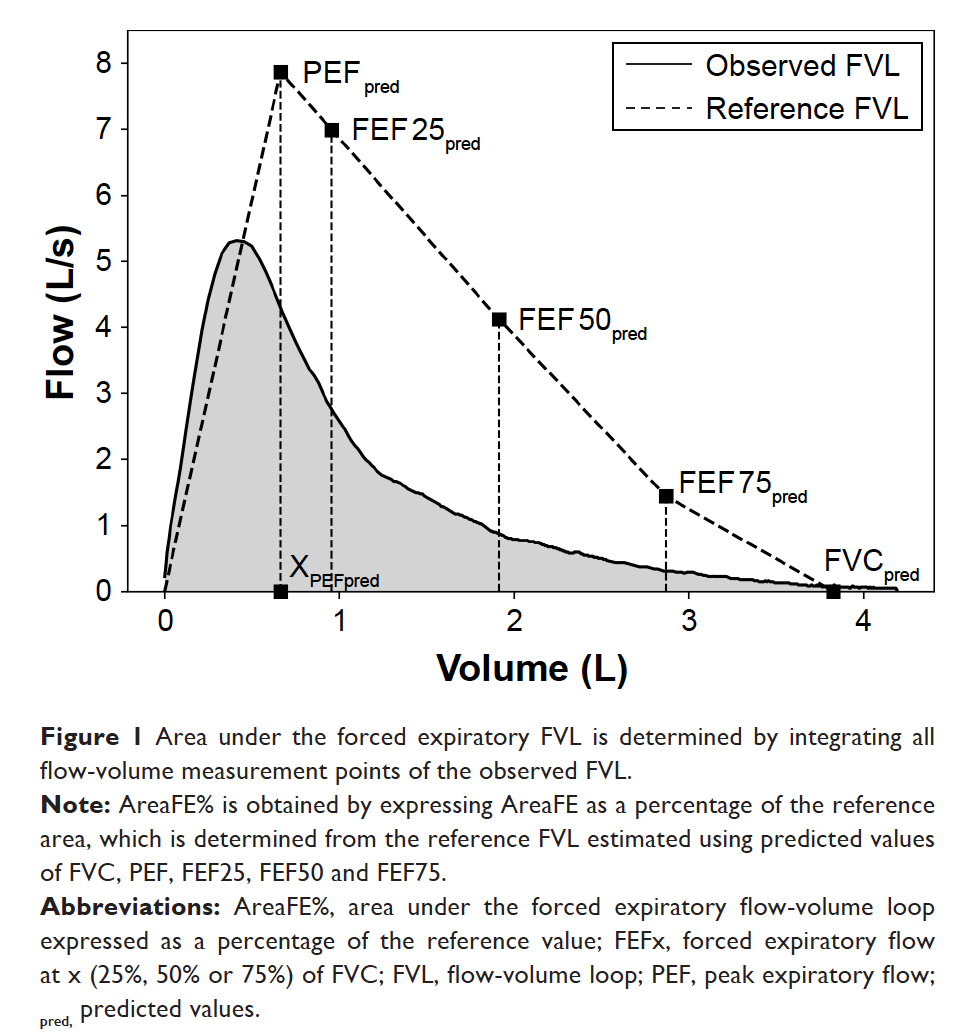 8
7
6
5
4
3
2
1
0
Flow (L/s)
PEFpred
FEF25pred
FEF50pred
FEF75pred
FVCpred
XPEFpred
Observed FVL
Reference FVL
0 1 2 3 4
Volume (L)
Figure 1 Area under the forced expiratory FVL is determined by integrating all
flow-volume measurement points of the observed FVL.
Note: AreaFE% is obtained by expressing AreaFE as a percentage of the reference
area, which is determined from the reference FVL estimated using predicted values
of FVC, PEF, FEF25, FEF50 and FEF75.
Abbreviations: AreaFE%, area under the forced expiratory flow-volume loop
expressed as a percentage of the reference value; FEFx, forced expiratory flow
at x (25%, 50% or 75%) of FVC; FVL, flow-volume loop; PEF, peak expiratory flow;
pred, predicted values.